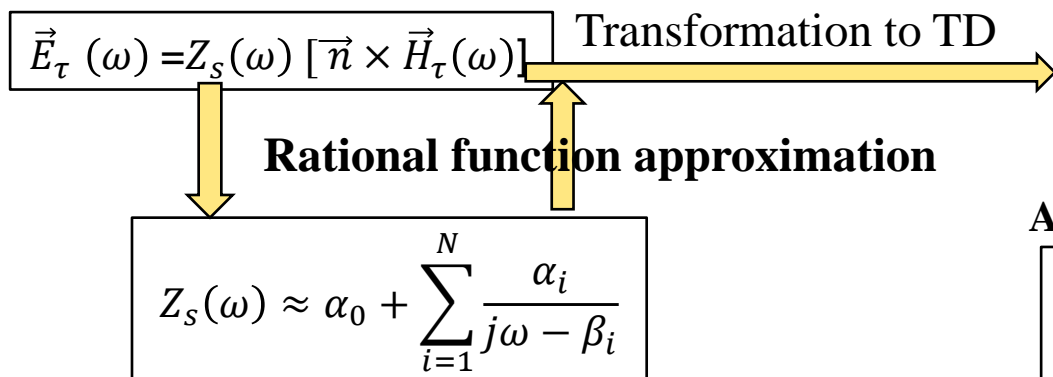 E⃗_τ (ω) =Z_s(ω) [ n⃗ × H⃗_τ(ω)]
Transformation to TD
Rational function approximation
A
Z_s(ω) ≈ α_0 + ∑_{i=1}^{N} α_i / (jω − β_i)